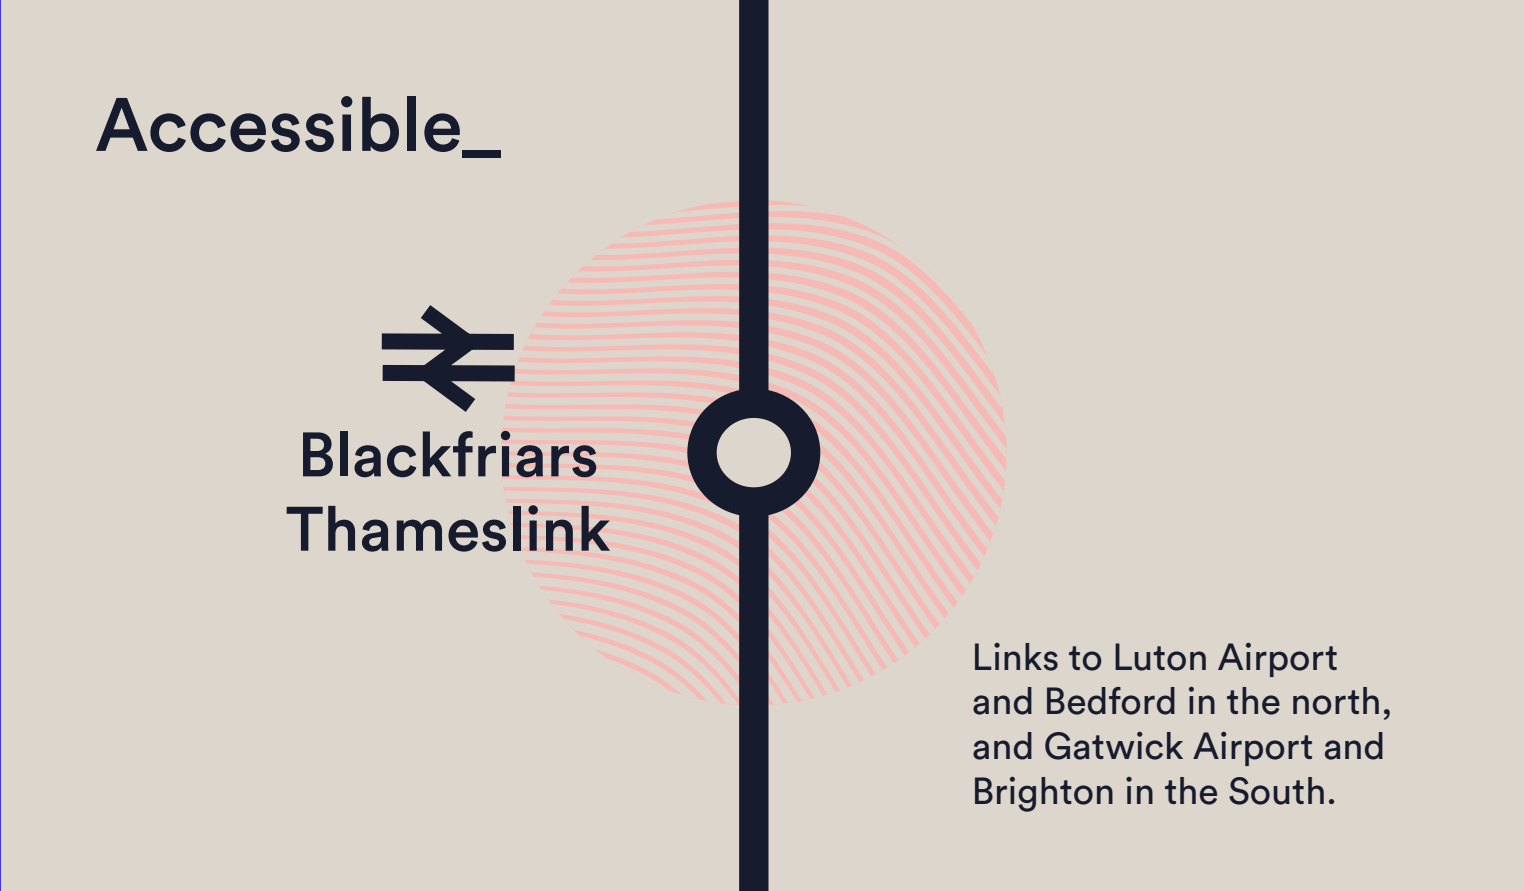 Accessible_
Blackfriars
Thameslink
Links to Luton Airport
and Bedford in the north,
and Gatwick Airport and
Brighton in the South.